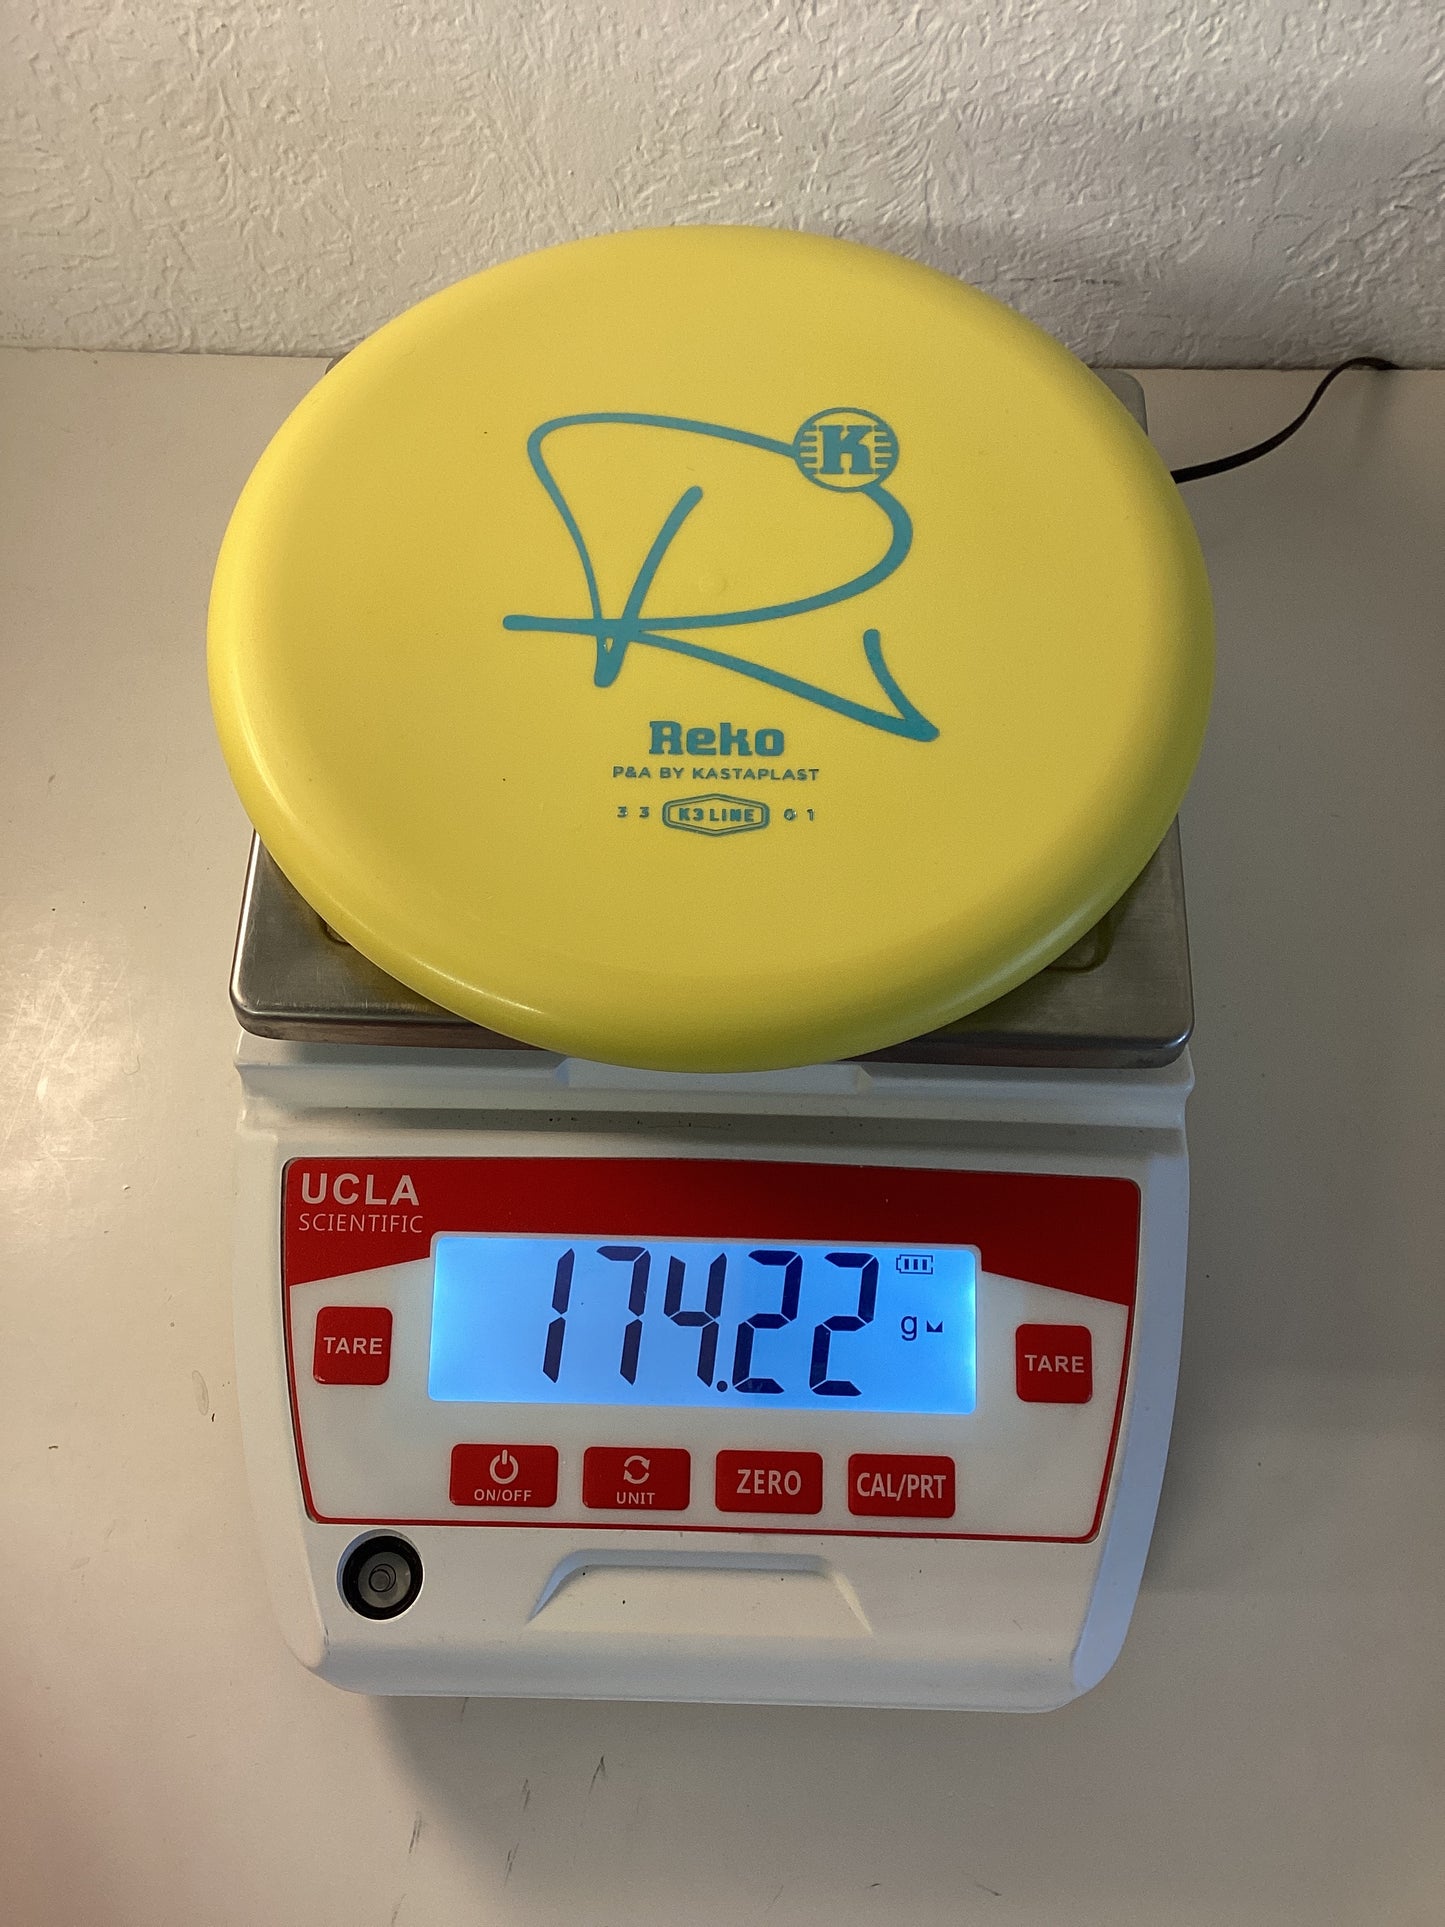 K
Reko
P&A BY KASTAPLAST
3 3 K3 LINE 0 1
UCLA
SCIENTIFIC
174.22
g
TARE
TARE
ON/OFF
UNIT
ZERO
CAL/PRT